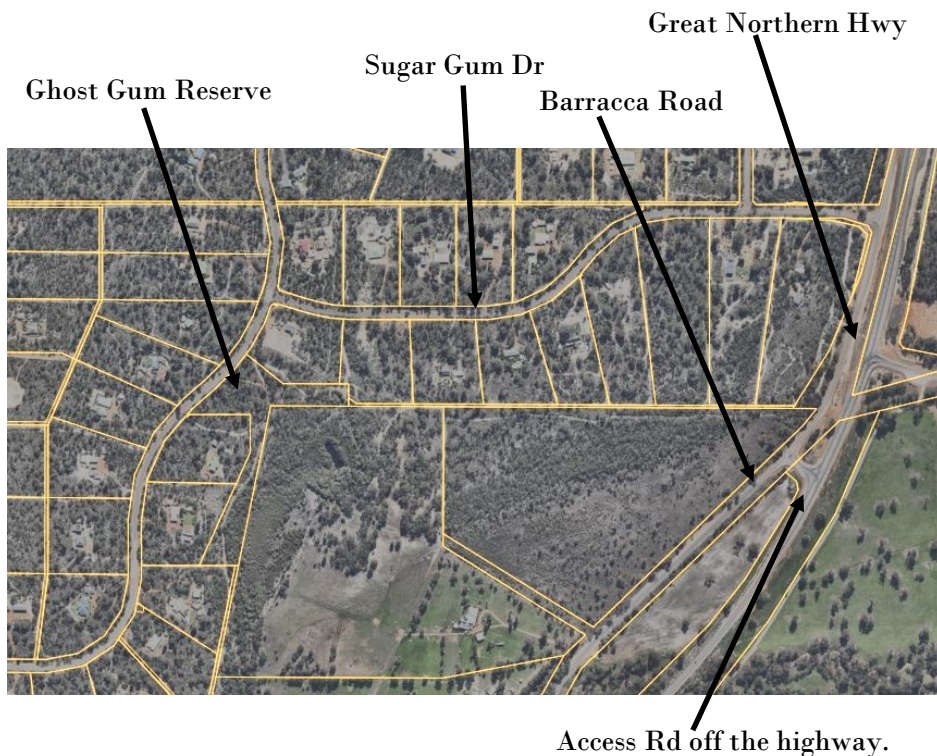 Great Northern Hwy
Sugar Gum Dr
Ghost Gum Reserve
Barracca Road
Access Rd off the highway.